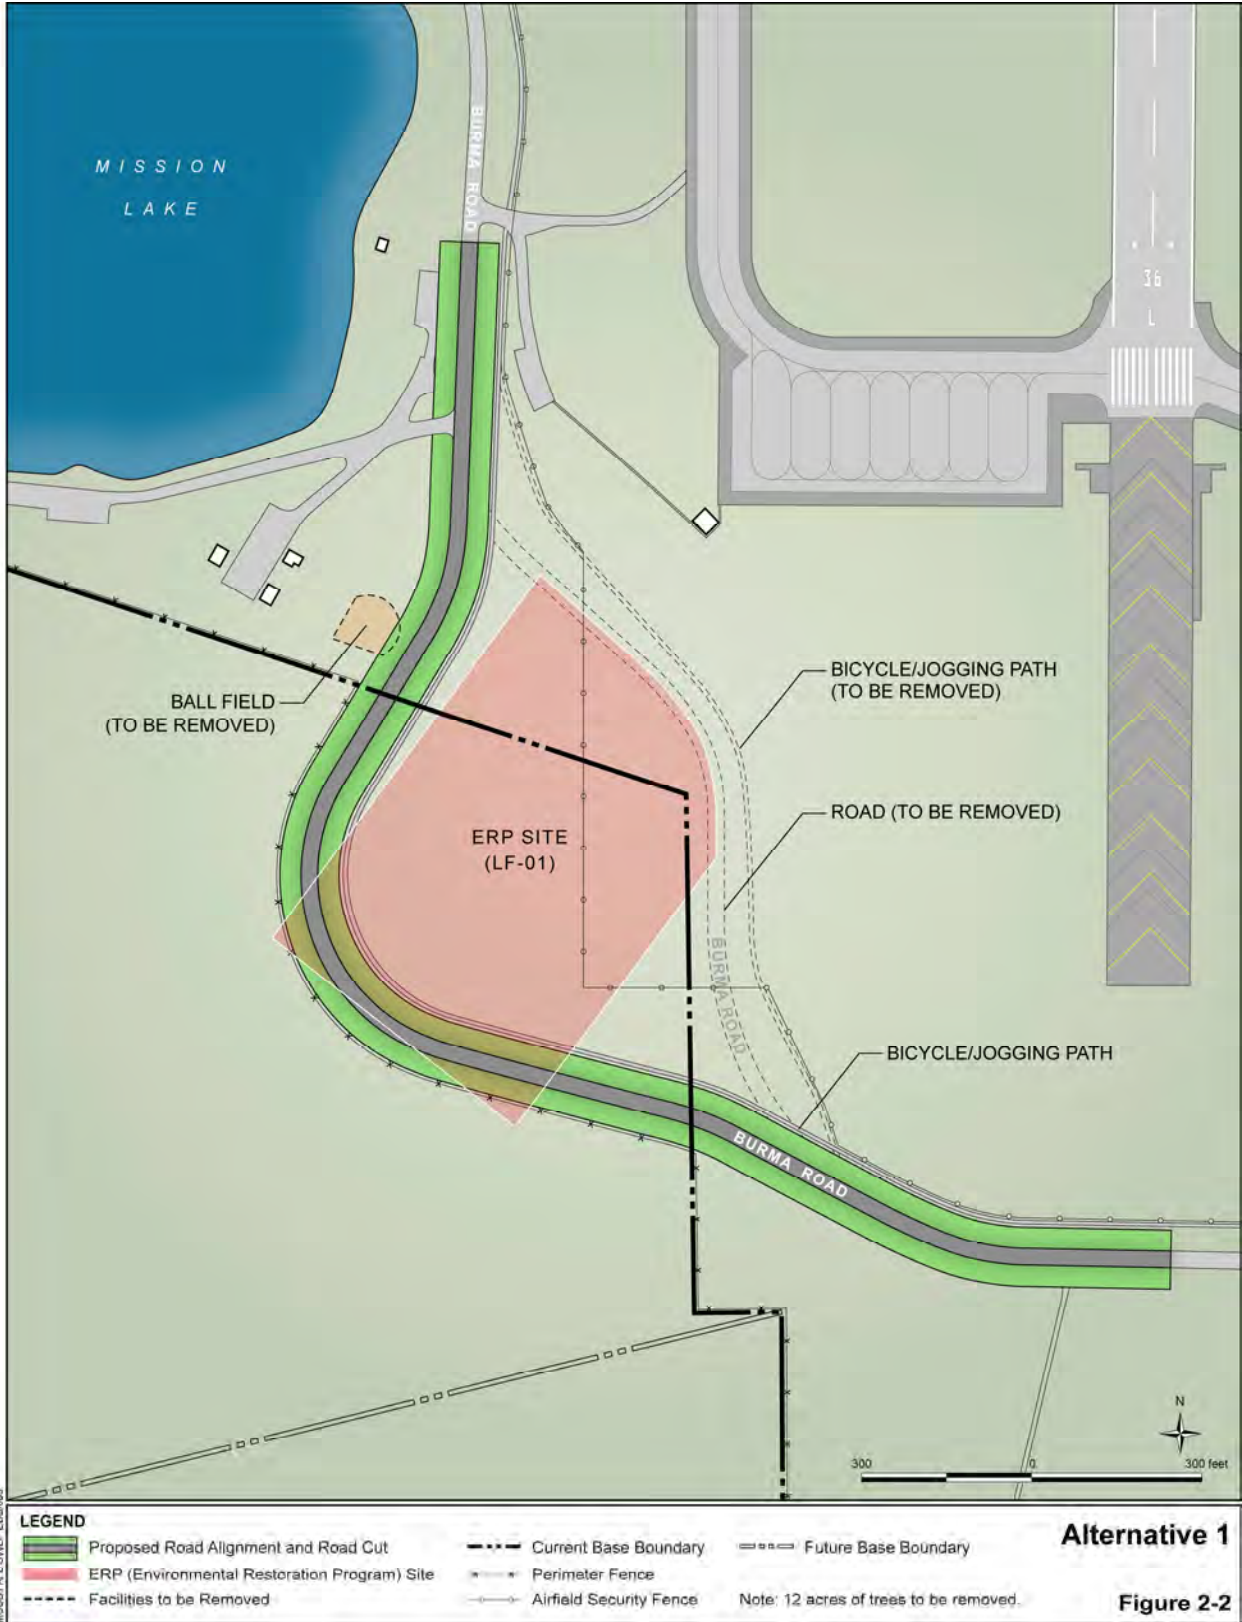 MISSION
LAKE
BURMA ROAD
36
L
BICYCLE/JOGGING PATH
(TO BE REMOVED)
BALL FIELD
(TO BE REMOVED)
ROAD (TO BE REMOVED)
ERP SITE
(LF-01)
BURMA ROAD
BICYCLE/JOGGING PATH
BURMA ROAD
N
300 0 300 feet
LEGEND
Proposed Road Alignment and Road Cut
ERP (Environmental Restoration Program) Site
Facilities to be Removed
Current Base Boundary
Perimeter Fence
Airfield Security Fence
Future Base Boundary
Note: 12 acres of trees to be removed.
Alternative 1
Figure 2-2